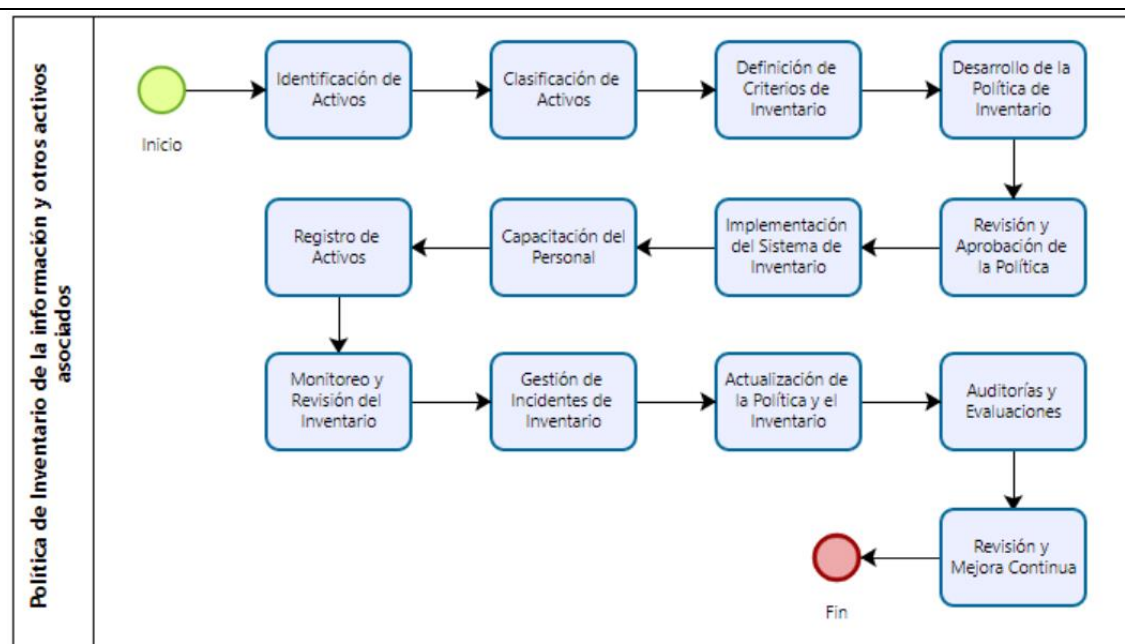 Política de Inventario de la información y otros activos
asociados
Inicio
Identificación de
Activos
Clasificación de
Activos
Definición de
Criterios de
Inventario
Desarrollo de la
Política de
Inventario
Revisión y
Aprobación de
la Política
Implementación
del Sistema de
Inventario
Capacitación del
Personal
Registro de
Activos
Monitoreo y
Revisión del
Inventario
Gestión de
Incidentes de
Inventario
Actualización de
la Política y el
Inventario
Auditorías y
Evaluaciones
Revisión y
Mejora Continua
Fin